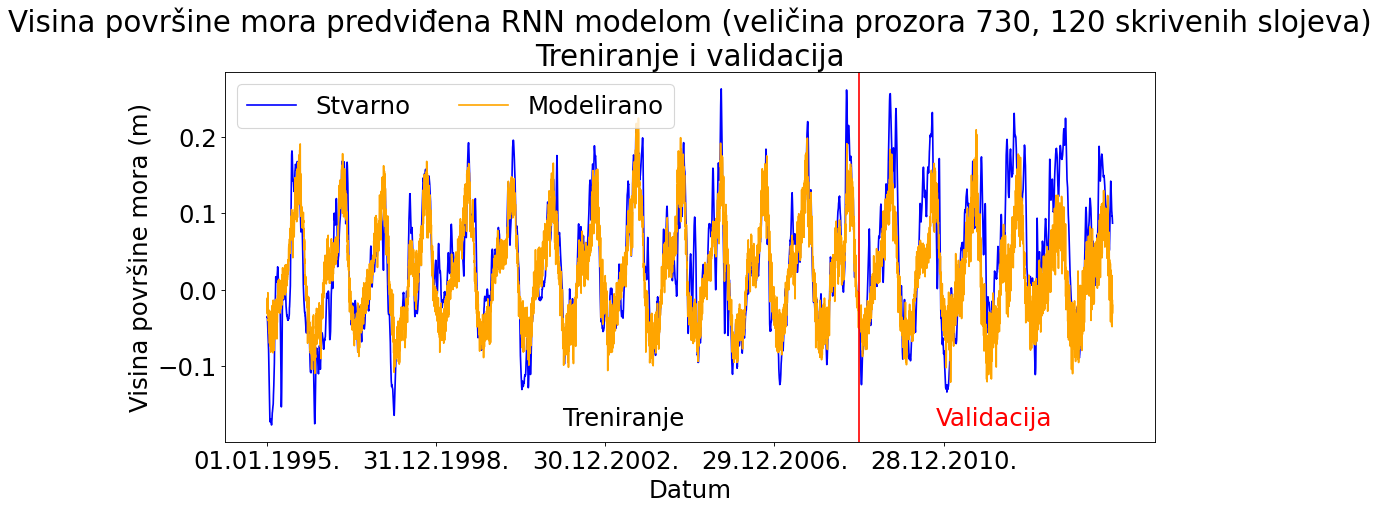 Visina površine mora predviđena RNN modelom (veličina prozora 730, 120 skrivenih slojeva)
Treniranje i validacija
Stvarno Modelirano
Visina površine mora (m)
0.2
0.1
0.0
−0.1
Treniranje Validacija
01.01.1995. 31.12.1998. 30.12.2002. 29.12.2006. 28.12.2010.
Datum